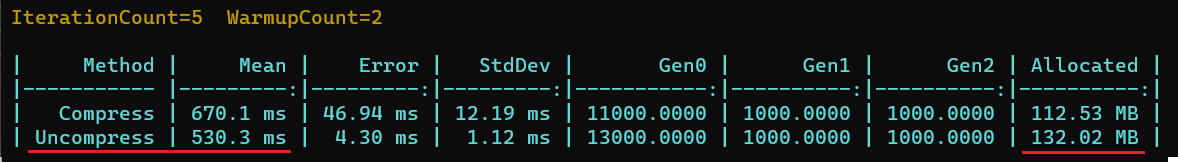 IterationCount=5  WarmupCount=2
|     Method |     Mean |    Error |   StdDev |       Gen0 |      Gen1 |      Gen2 | Allocated |
|----------- |---------:|---------:|---------:|-----------:|----------:|----------:|----------:|
|   Compress | 670.1 ms | 46.94 ms | 12.19 ms | 11000.0000 | 1000.0000 | 1000.0000 | 112.53 MB |
| Uncompress | 530.3 ms |  4.30 ms |  1.12 ms | 13000.0000 | 1000.0000 | 1000.0000 | 132.02 MB |